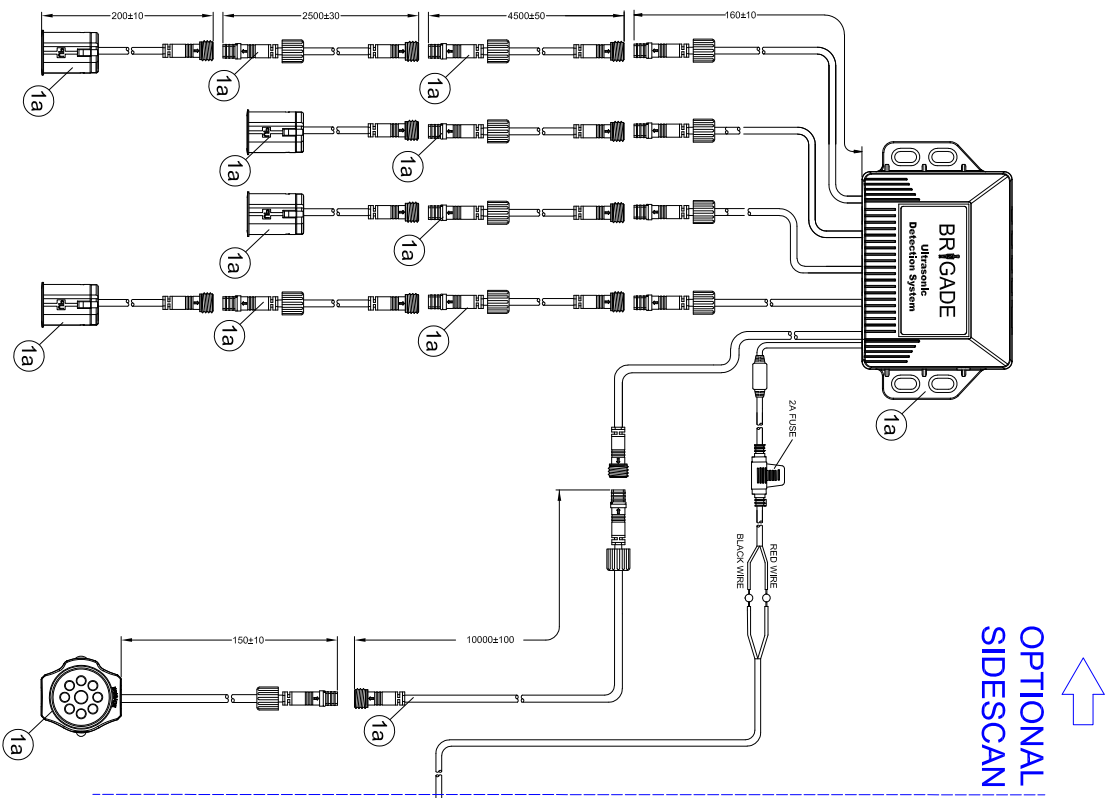 200±10
2500±30
4500±50
160±10
1a
1a
1a
1a
1a
1a
1a
1a
1a
1a
BRIGADE
Ultrasonic
Detection System
1a
2A FUSE
RED WIRE
BLACK WIRE
150±10
10000±100
1a
1a
OPTIONAL
SIDESCAN